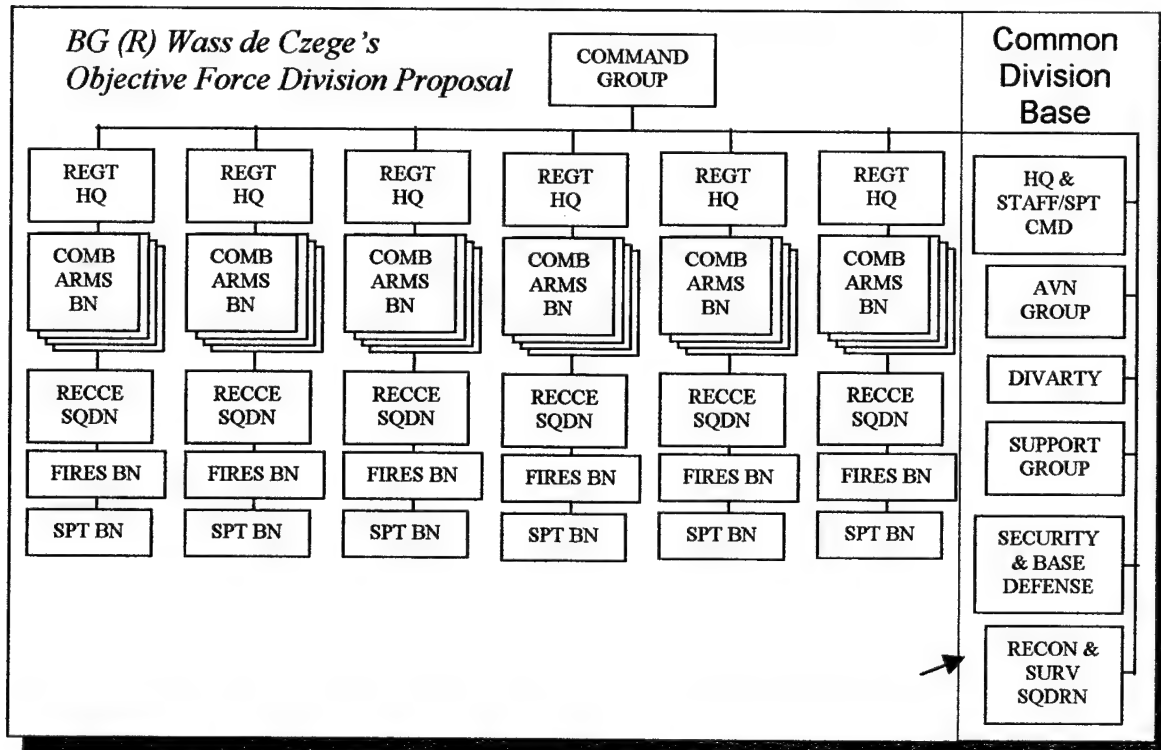 BG (R) Wass de Czege's
Objective Force Division Proposal
COMMAND
GROUP
Common
Division
Base
REGT
HQ
COMB
ARMS
BN
RECCE
SQDN
FIRES BN
SPT BN
REGT
HQ
COMB
ARMS
BN
RECCE
SQDN
FIRES BN
SPT BN
REGT
HQ
COMB
ARMS
BN
RECCE
SQDN
FIRES BN
SPT BN
REGT
HQ
COMB
ARMS
BN
RECCE
SQDN
FIRES BN
SPT BN
REGT
HQ
COMB
ARMS
BN
RECCE
SQDN
FIRES BN
SPT BN
REGT
HQ
COMB
ARMS
BN
RECCE
SQDN
FIRES BN
SPT BN
HQ &
STAFF/SPT
CMD
AVN
GROUP
DIVARTY
SUPPORT
GROUP
SECURITY
& BASE
DEFENSE
RECON &
SURV
SQDRN